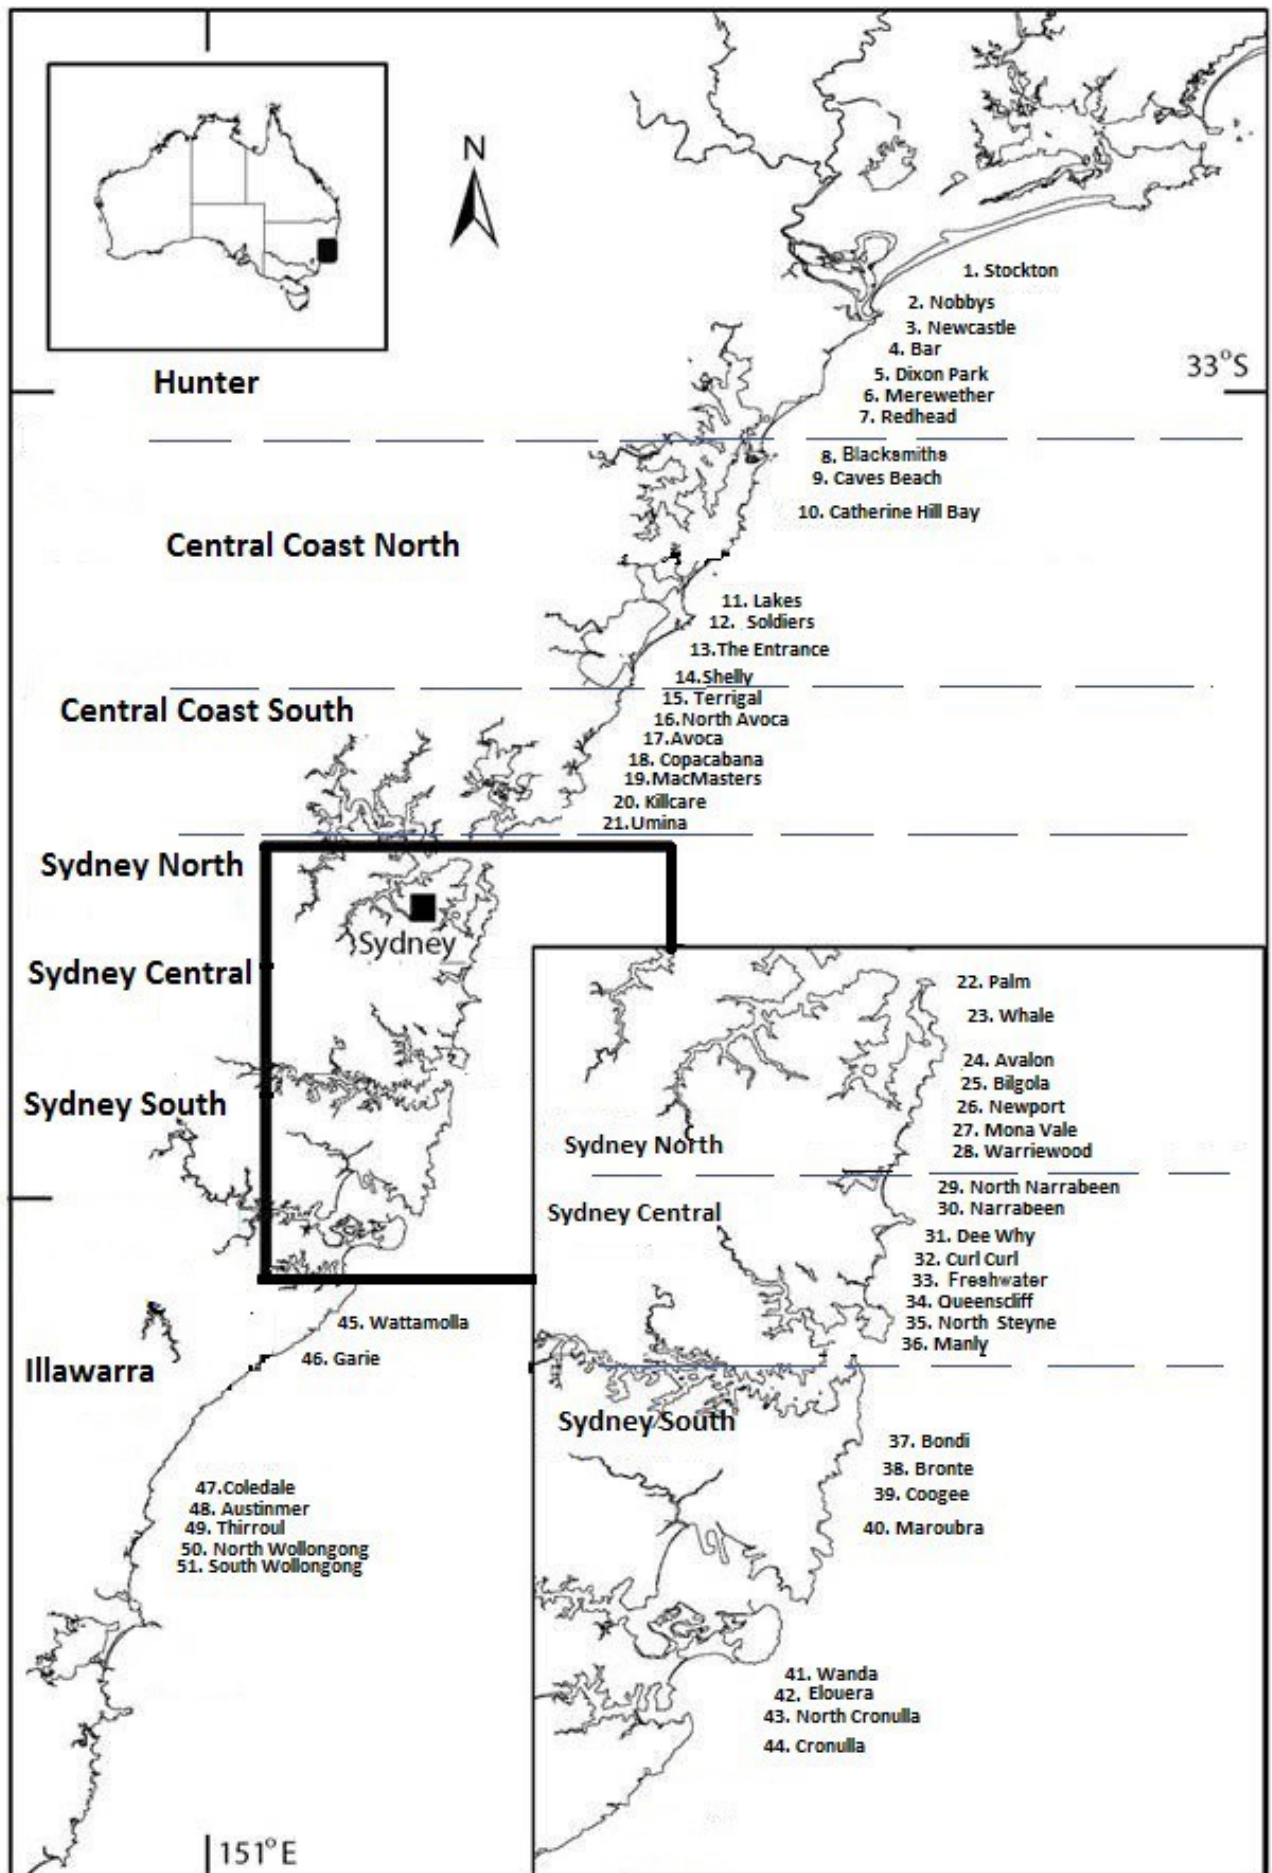 N
1. Stockton
2. Nobbys
3. Newcastle
4. Bar
33°S
5. Dixon Park
Hunter
6. Merewether
7. Redhead
8. Blacksmiths
9. Caves Beach
10. Catherine Hill Bay
Central Coast North
11. Lakes
12. Soldiers
13.The Entrance
14.Shelly
15. Terrigal
Central Coast South
16.North Avoca
17.Avoca
18. Copacabana
19.MacMasters
20. Killcare
21.Umina
Sydney North
Sydney
Sydney Central
Sydney South
22. Palm
23. Whale
24. Avalon
25. Bilgola
26. Newport
27. Mona Vale
Sydney North
28. Warriewood
29. North Narrabeen
Sydney Central
30. Narrabeen
31. Dee Why
32. Curl Curl
33. Freshwater
34. Queenscliff
35. North Steyne
36. Manly
Sydney South
37. Bondi
38. Bronte
39. Coogee
40. Maroubra
41. Wanda
42. Elouera
43. North Cronulla
44. Cronulla
45. Wattamolla
46. Garie
Illawarra
47.Coledale
48. Austinmer
49. Thirroul
50. North Wollongong
51. South Wollongong
151°E